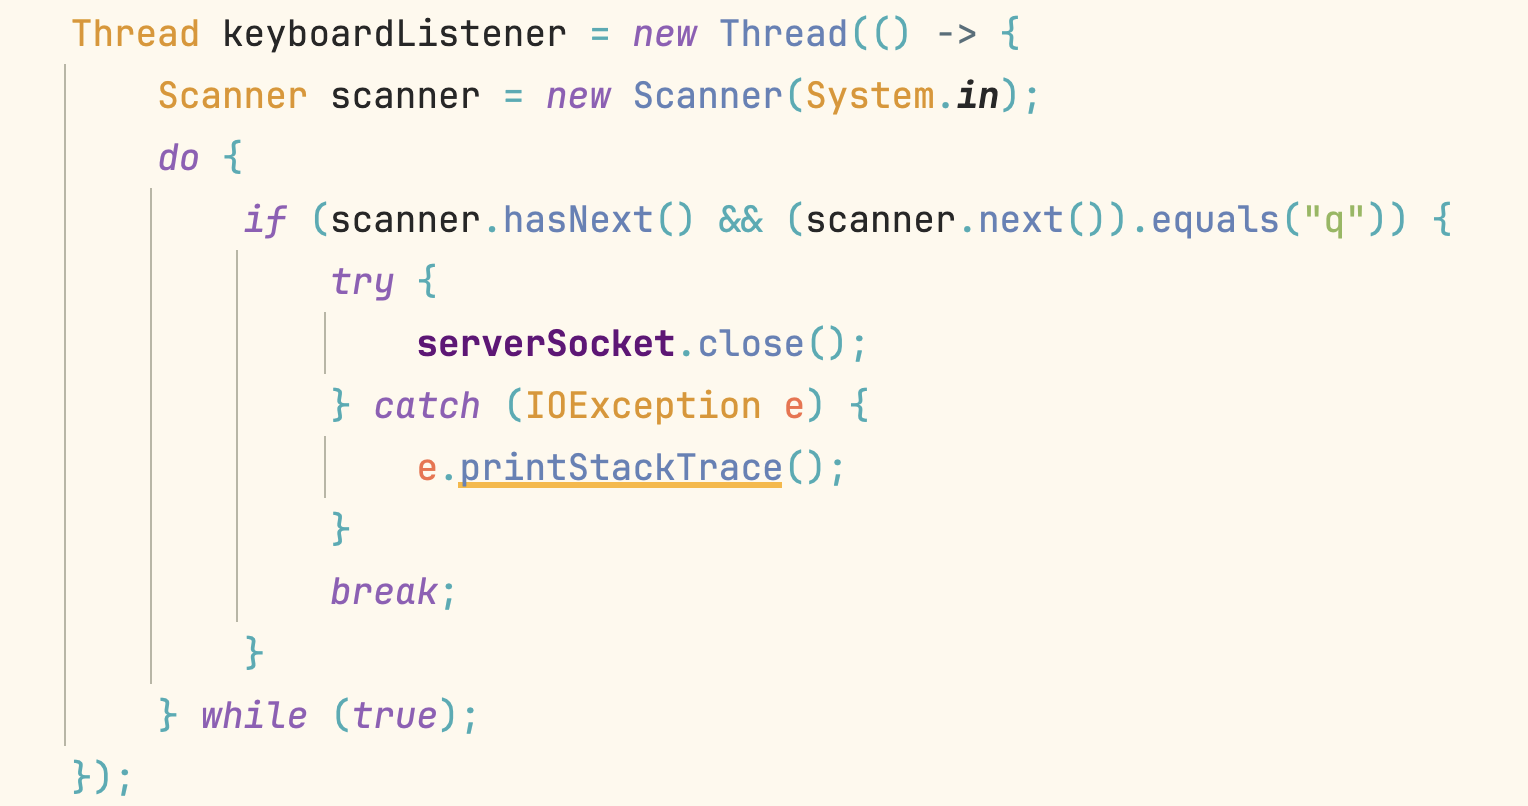 Thread keyboardListener = new Thread(() -> {
    Scanner scanner = new Scanner(System.in);
    do {
        if (scanner.hasNext() && (scanner.next()).equals("q")) {
            try {
                serverSocket.close();
            } catch (IOException e) {
                e.printStackTrace();
            }
            break;
        }
    } while (true);
});